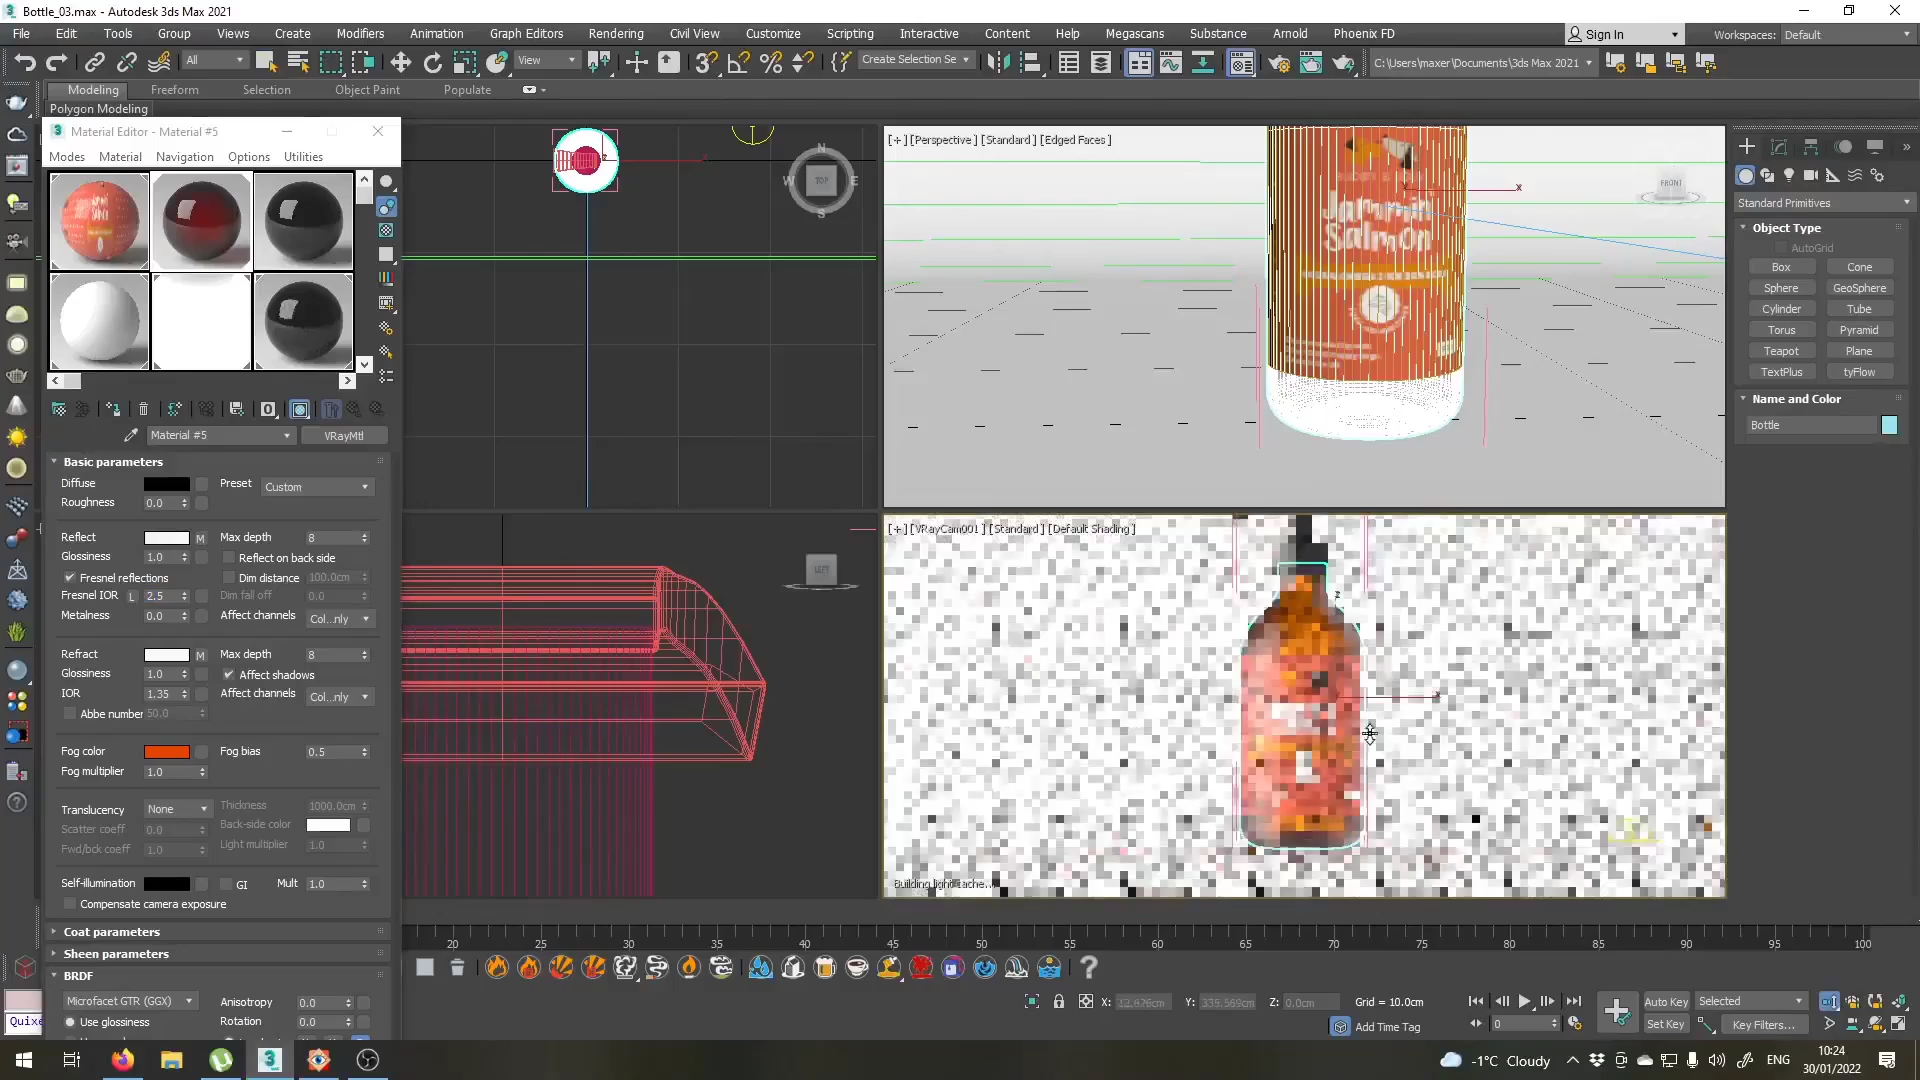 Bottle_03.max - Autodesk 3ds Max 2021
File Edit Tools Group Views Create Modifiers Animation Graph Editors Rendering Civil View Customize Scripting Interactive Content Help Megascans Substance Arnold Phoenix FD
Sign In Workspaces: Default
All View Create Selection Se C:\Users\maxer\Documents\3ds Max 2021
Modeling Freeform Selection Object Paint Populate
Polygon Modeling
Material Editor - Material #5
Modes Material Navigation Options Utilities
Material #5 VRayMtl
Basic parameters
Diffuse Preset Custom
Roughness 0.0
Reflect M Max depth 8
Glossiness 1.0 Reflect on back side
Fresnel reflections Dim distance 100.0cm
Fresnel IOR L 2.5 Dim fall off 0.0
Metalness 0.0 Affect channels Col...nly
Refract M Max depth 8
Glossiness 1.0 Affect shadows
IOR 1.35 Affect channels Col...nly
Abbe number 50.0
Fog color Fog bias 0.5
Fog multiplier 1.0
Translucency None Thickness 1000.0cm
Scatter coeff 0.0 Back-side color
Fwd/bck coeff 1.0 Light multiplier 1.0
Self-illumination GI Mult 1.0
Compensate camera exposure
Coat parameters
Sheen parameters
BRDF
Microfacet GTR (GGX) Anisotropy 0.0
Use glossiness Rotation 0.0
N
W TOP E
S
[+] [Perspective] [Standard] [Edged Faces]
FRONT
x
Salmon
LEFT
[+] [VRayCam001] [Standard] [Default Shading]
Building light cache...
Standard Primitives
Object Type
AutoGrid
Box Cone
Sphere GeoSphere
Cylinder Tube
Torus Pyramid
Teapot Plane
TextPlus tyFlow
Name and Color
Bottle
20 25 30 35 40 45 50 55 60 65 70 75 80 85 90 95 100
X: 12.626cm Y: 339.569cm Z: 0.0cm Grid = 10.0cm
Add Time Tag
0
Auto Key Selected
Set Key Key Filters...
Quixe
-1°C Cloudy ENG
10:24
30/01/2022